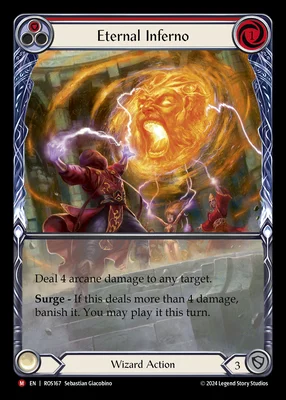 Eternal Inferno
Deal 4 arcane damage to any target.
Surge - If this deals more than 4 damage,
banish it. You may play it this turn.
Wizard Action
3
M EN | ROS167 Sebastian Giacobino
© 2024 Legend Story Studios